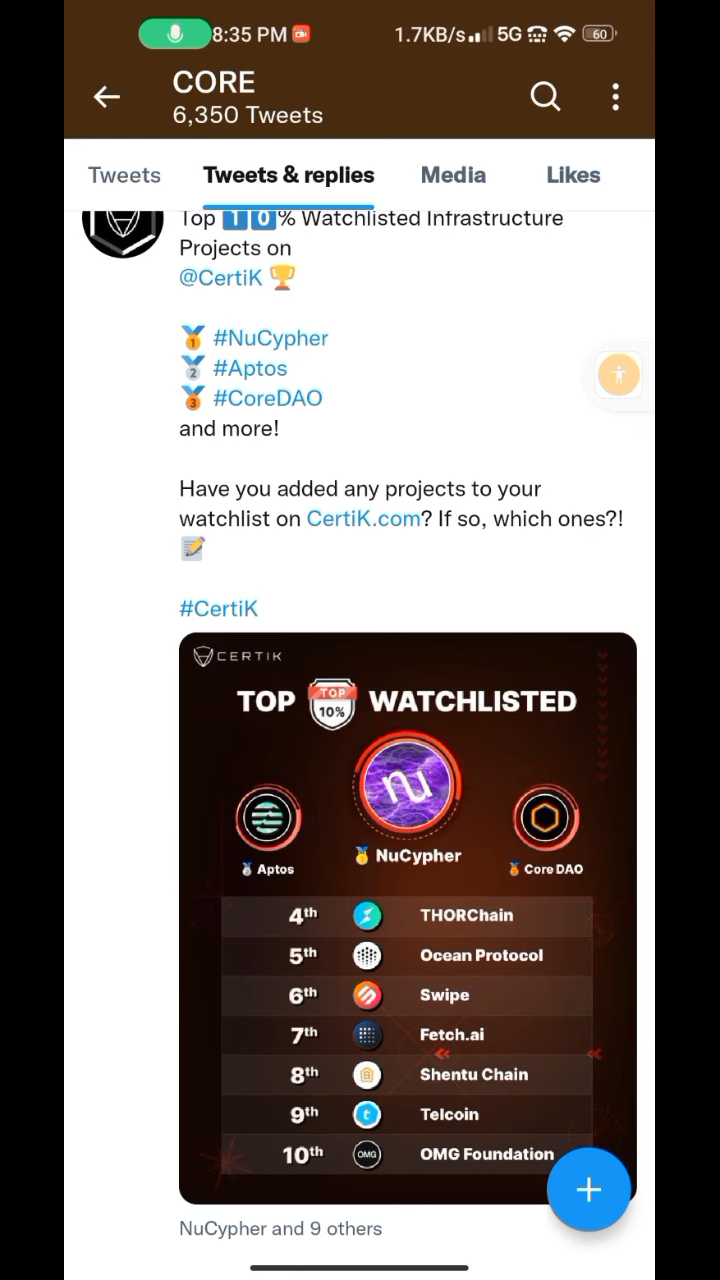 8:35 PM 1.7KB/s 5G 60
CORE
6,350 Tweets
Tweets Tweets & replies Media Likes
Top 1️⃣0️⃣% Watchlisted Infrastructure
Projects on
@CertiK 🏆
🥇 #NuCypher
🥈 #Aptos
🥉 #CoreDAO
and more!
Have you added any projects to your
watchlist on CertiK.com? If so, which ones?!
📝
#CertiK
CERTIK
TOP TOP 10% WATCHLISTED
nu
🥇 NuCypher
🥈 Aptos
🥉 Core DAO
4th THORChain
5th Ocean Protocol
6th Swipe
7th Fetch.ai
8th Shentu Chain
9th t Telcoin
10th OMG OMG Foundation
NuCypher and 9 others